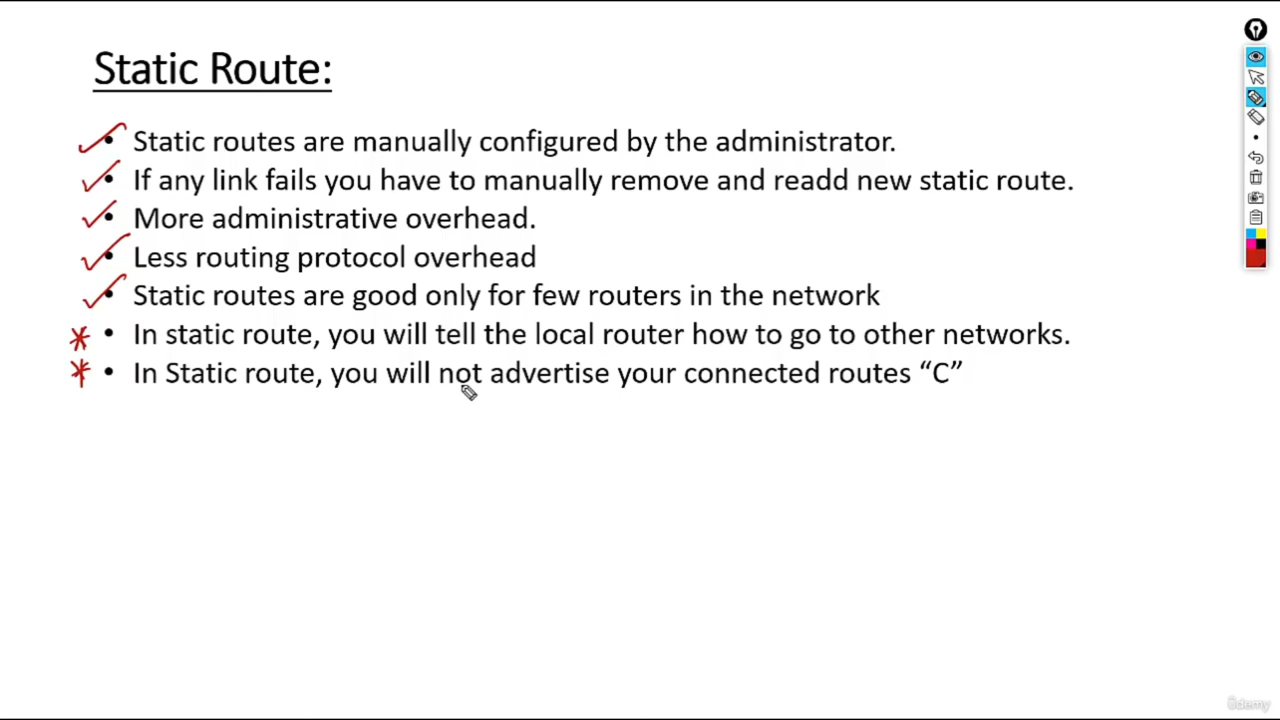 Static Route:
• Static routes are manually configured by the administrator.
• If any link fails you have to manually remove and readd new static route.
• More administrative overhead.
• Less routing protocol overhead
• Static routes are good only for few routers in the network
* • In static route, you will tell the local router how to go to other networks.
* • In Static route, you will not advertise your connected routes “C”
ûdemy